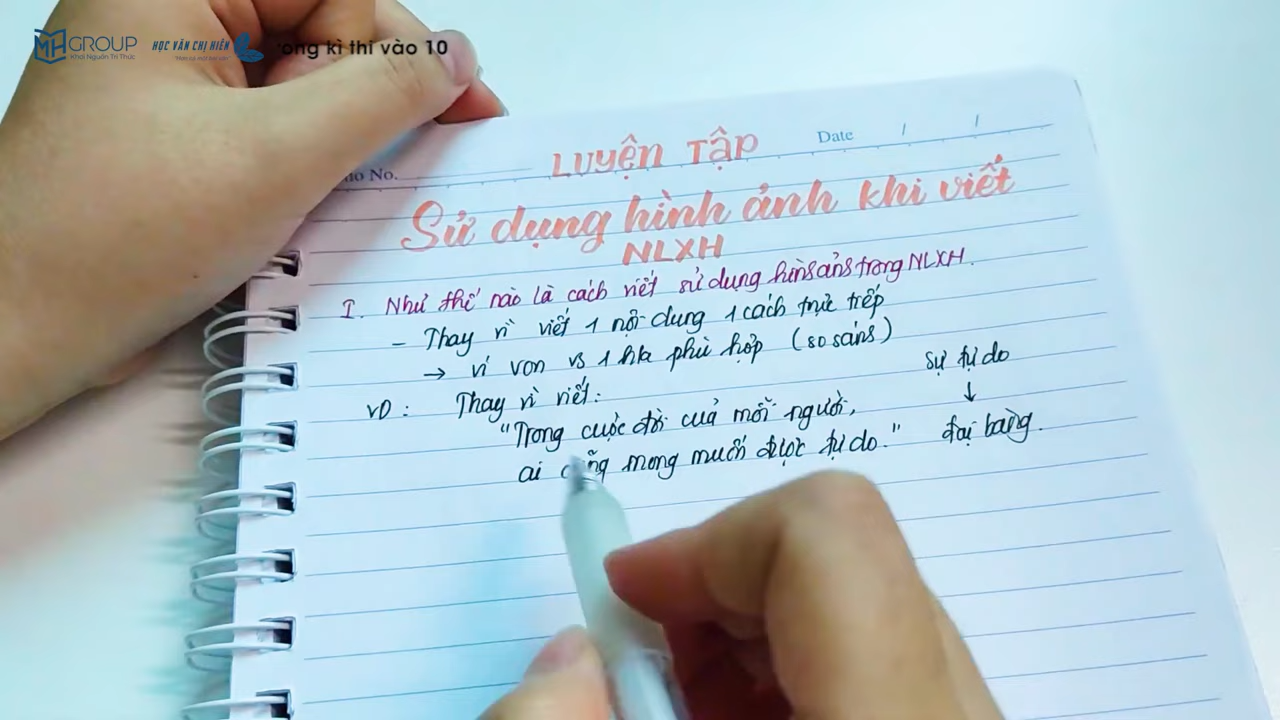 MH GROUP
Khơi Nguồn Tri Thức
HỌC VĂN CHỊ HIÊN
ong kì thi vào 10
No.
Date / /
LUYỆN TẬP
Sử dụng hình ảnh khi viết
NLXH
I. Như thế nào là cách viết sử dụng hình ảnh trong NLXH.
- Thay vì viết 1 nội dung 1 cách trực tiếp
→ ví von vs 1 h/a phù hợp (so sánh)
sự tự do
↓
đại bàng.
VD: Thay vì viết:
"Trong cuộc đời của mỗi người,
ai cũng mong muốn được tự do."